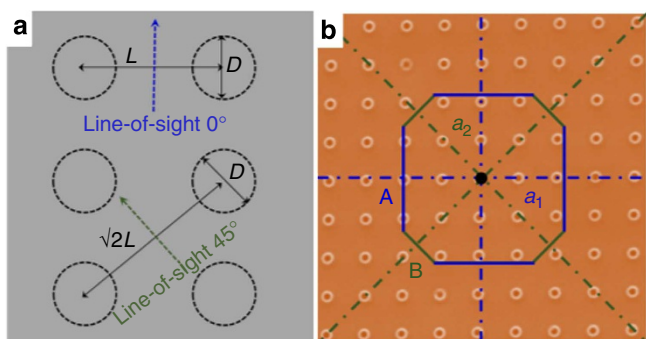 a
L
D
Line-of-sight 0°
D
√2L
Line-of-sight 45°
b
a2
A
a1
B